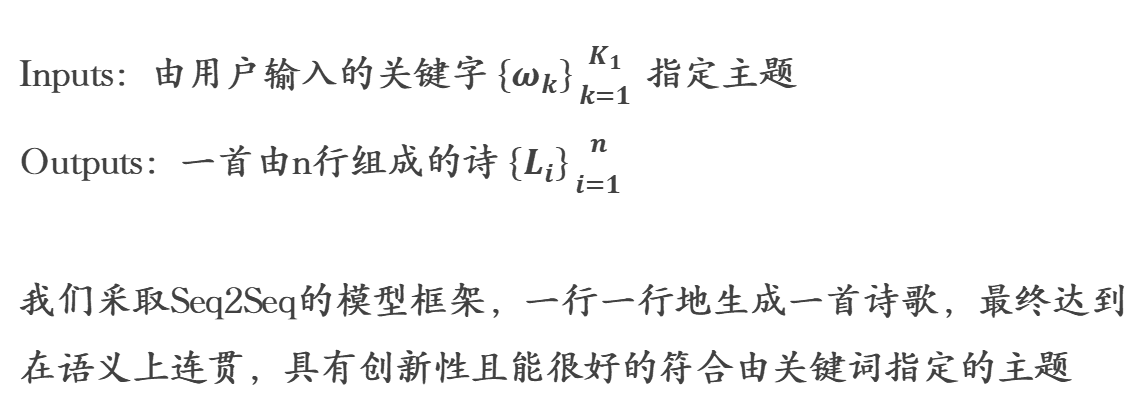 Inputs：由用户输入的关键字 {ω_k}_{k=1}^{K_1} 指定主题
Outputs：一首由n行组成的诗 {L_i}_{i=1}^{n}
我们采取Seq2Seq的模型框架，一行一行地生成一首诗歌，最终达到
在语义上连贯，具有创新性且能很好的符合由关键词指定的主题